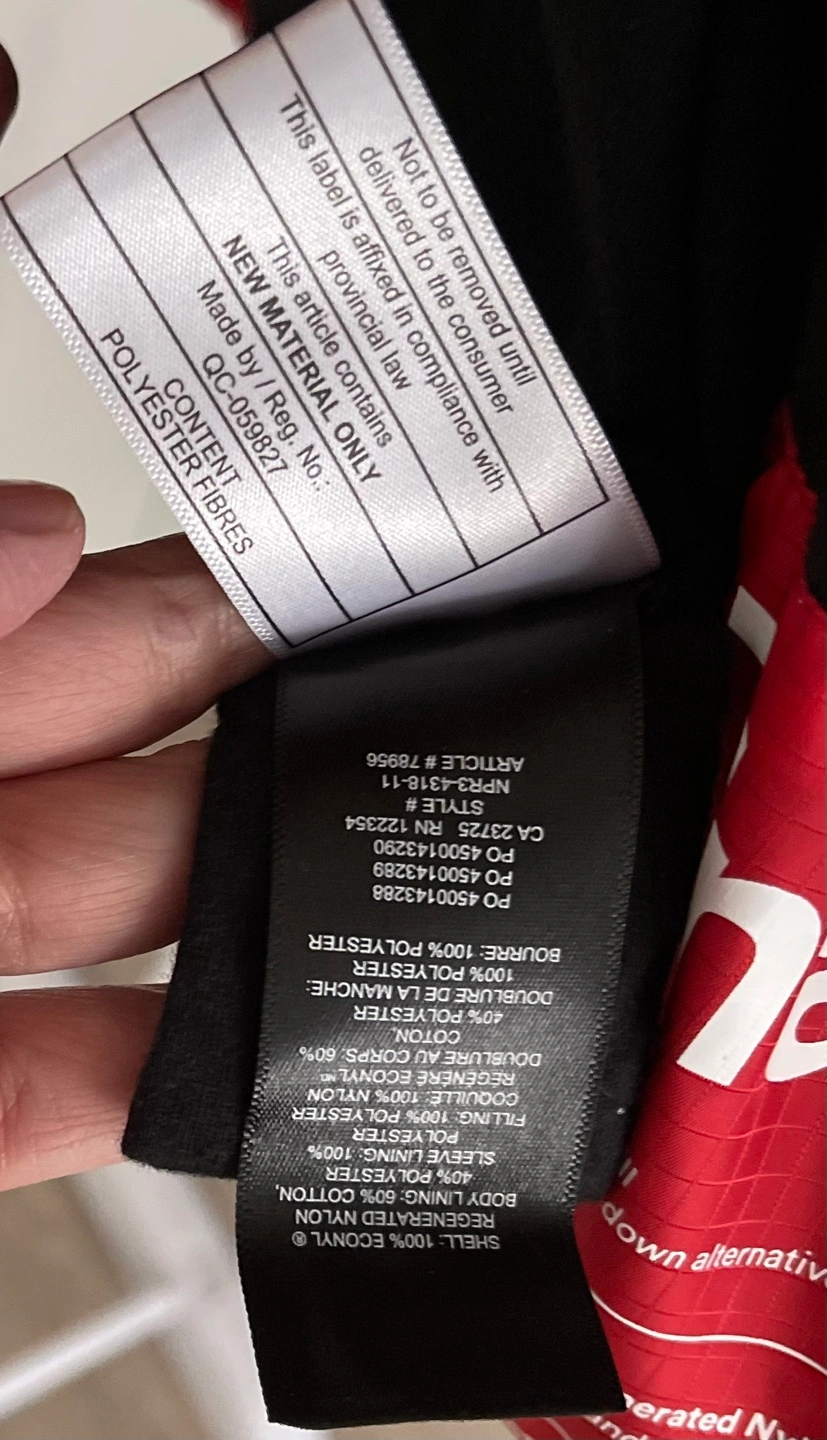 Not to be removed until
delivered to the consumer
This label is affixed in compliance with
provincial law
This article contains
NEW MATERIAL ONLY
Made by / Reg. No.:
QC-059827
CONTENT
POLYESTER FIBRES
SHELL: 100% ECONYL ®
REGENERATED NYLON
BODY LINING: 60% COTTON,
40% POLYESTER
SLEEVE LINING: 100%
POLYESTER
FILLING: 100% POLYESTER
COQUILLE: 100% NYLON
RÉGÉNÉRÉ ECONYL MD
DOUBLURE AU CORPS: 60%
COTON,
40% POLYESTER
DOUBLURE DE LA MANCHE:
100% POLYESTER
BOURRE: 100% POLYESTER
PO 4500143288
PO 4500143289
PO 4500143290
CA 23725 RN 122354
STYLE #
NPR3-4318-11
ARTICLE # 78956
down